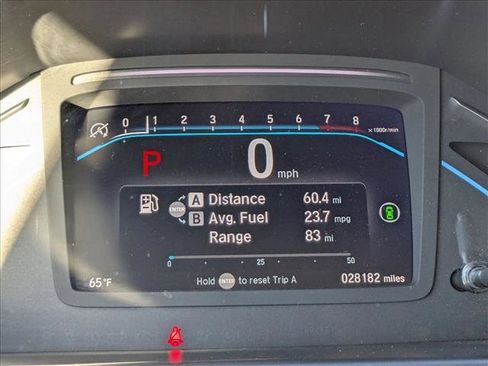 0 1 2 3 4 5 6 7 8 ×1000r/min
P 0 mph
A Distance 60.4 mi
ENTER B Avg. Fuel 23.7 mpg
Range 83 mi
0 25 50
65°F Hold ENTER to reset Trip A 028182 miles